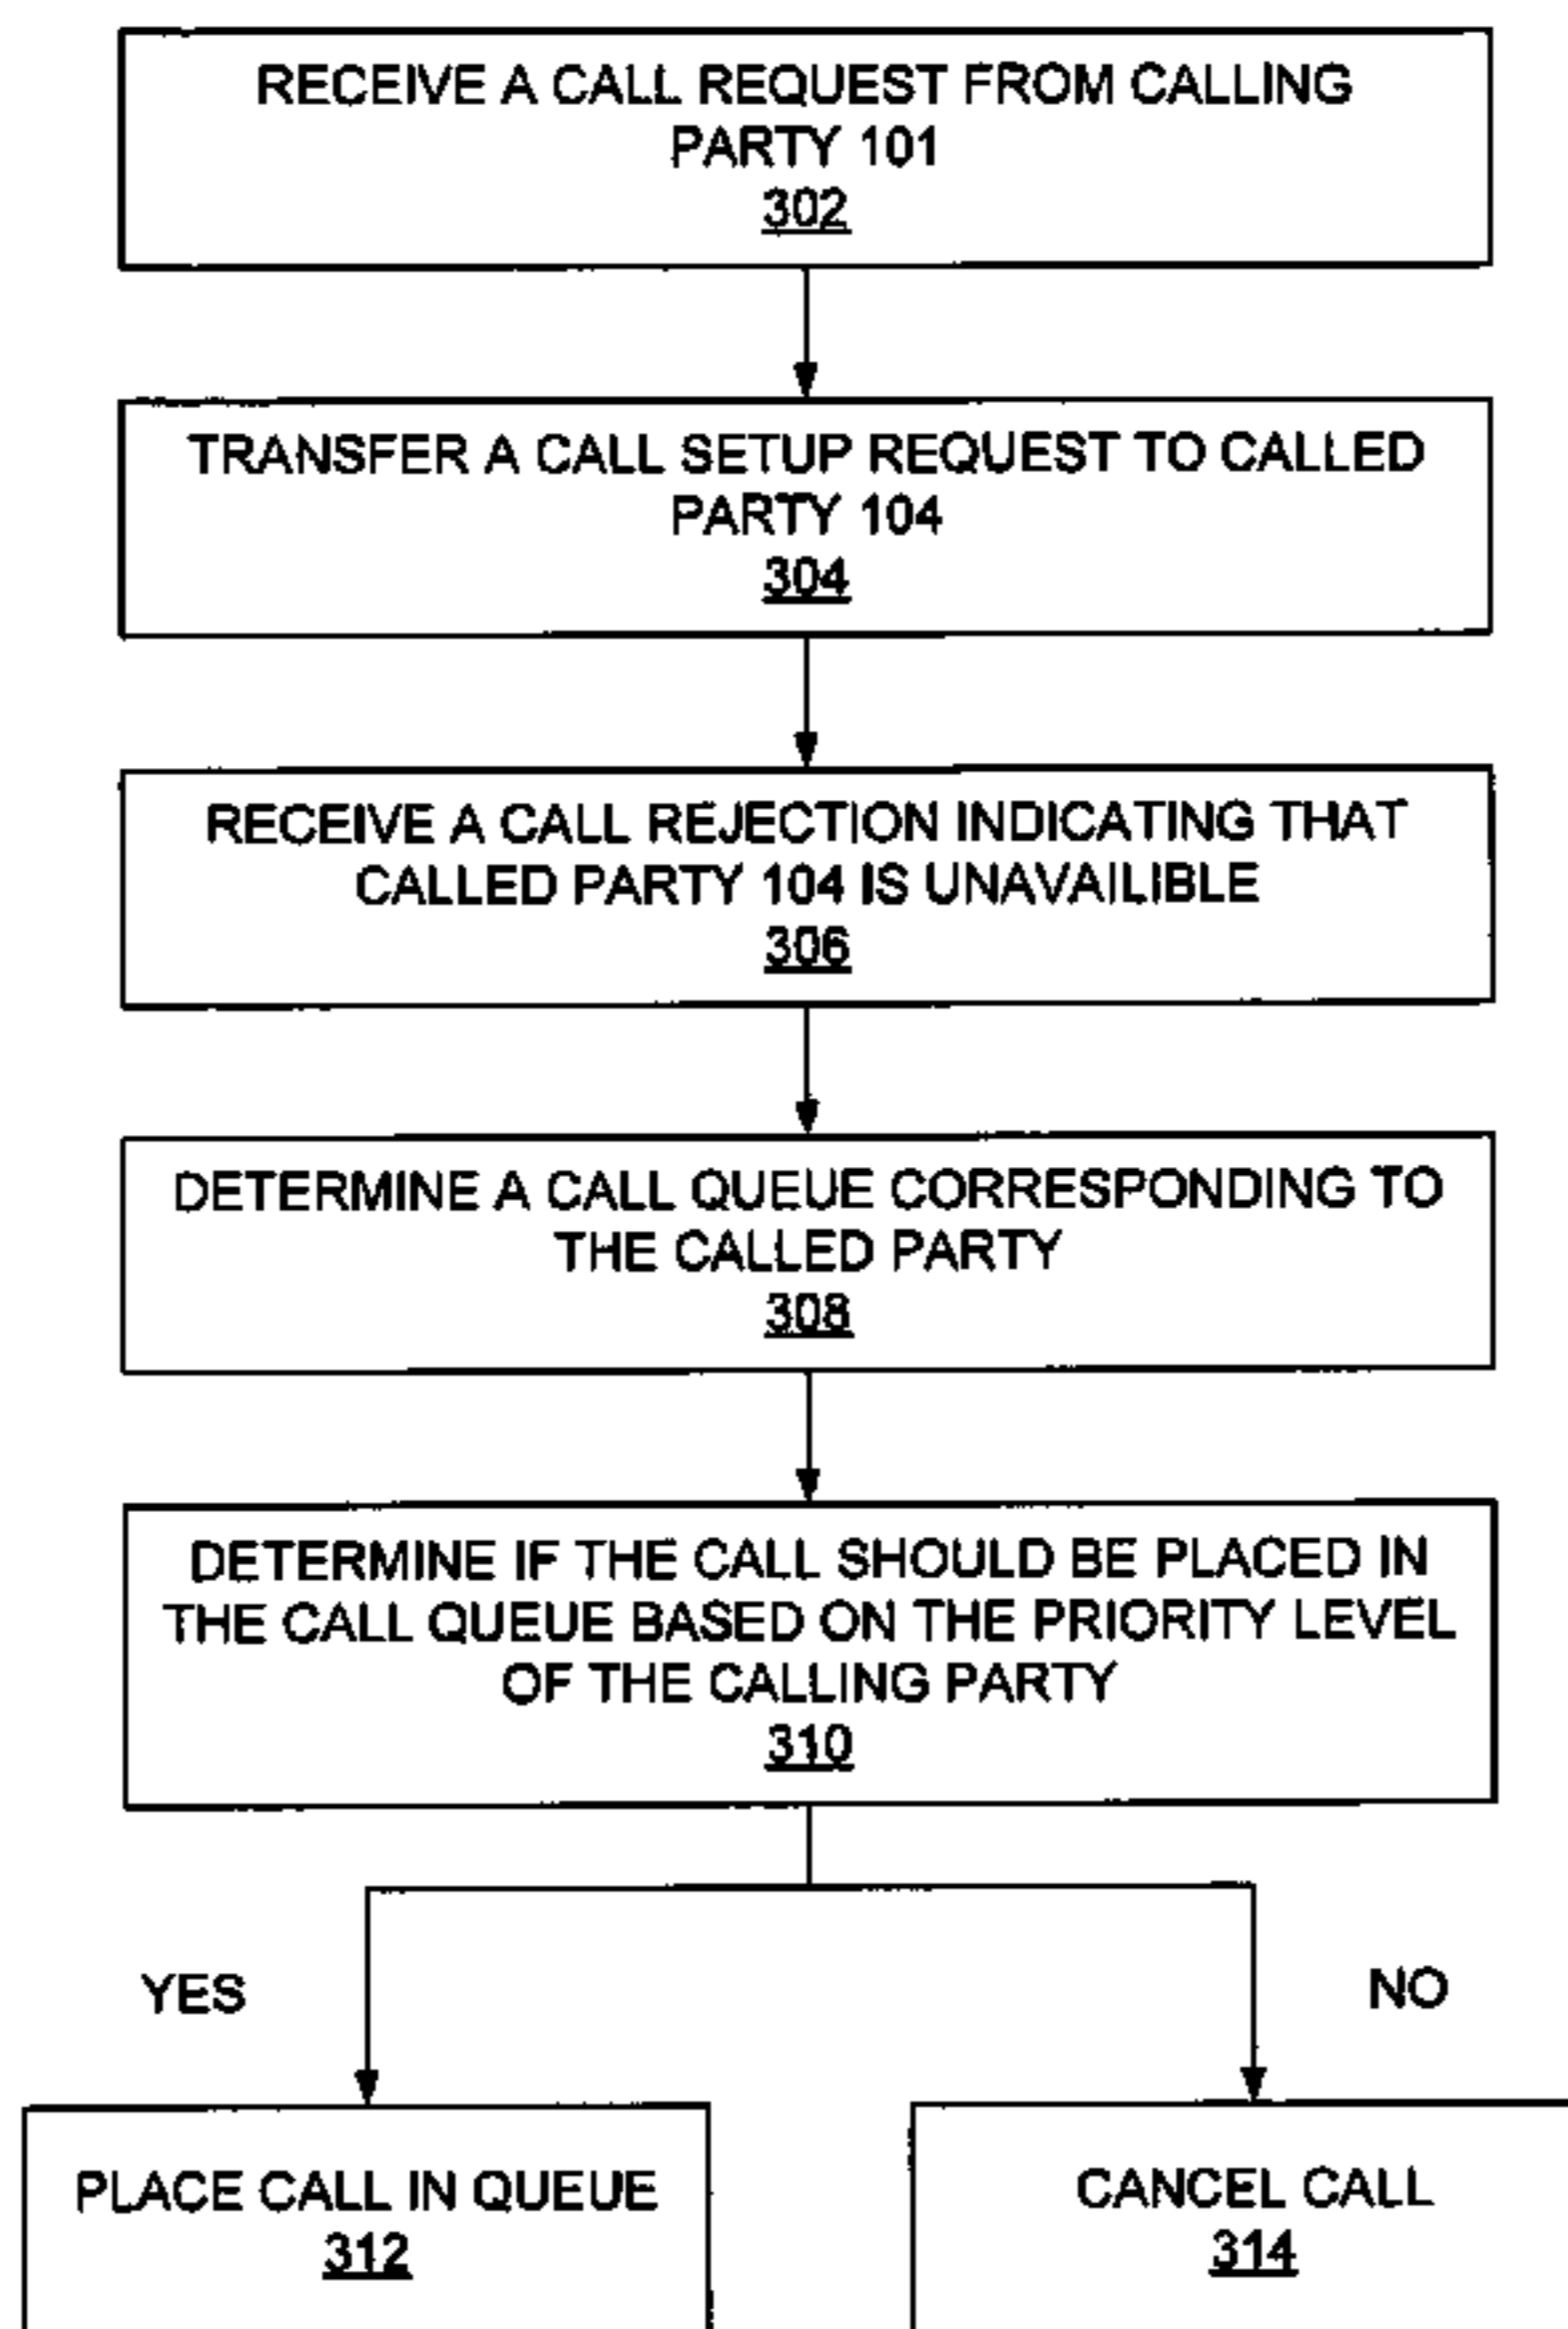 RECEIVE A CALL REQUEST FROM CALLING
PARTY 101
302
TRANSFER A CALL SETUP REQUEST TO CALLED
PARTY 104
304
RECEIVE A CALL REJECTION INDICATING THAT
CALLED PARTY 104 IS UNAVAILIBLE
306
DETERMINE A CALL QUEUE CORRESPONDING TO
THE CALLED PARTY
308
DETERMINE IF THE CALL SHOULD BE PLACED IN
THE CALL QUEUE BASED ON THE PRIORITY LEVEL
OF THE CALLING PARTY
310
YES
NO
PLACE CALL IN QUEUE
312
CANCEL CALL
314